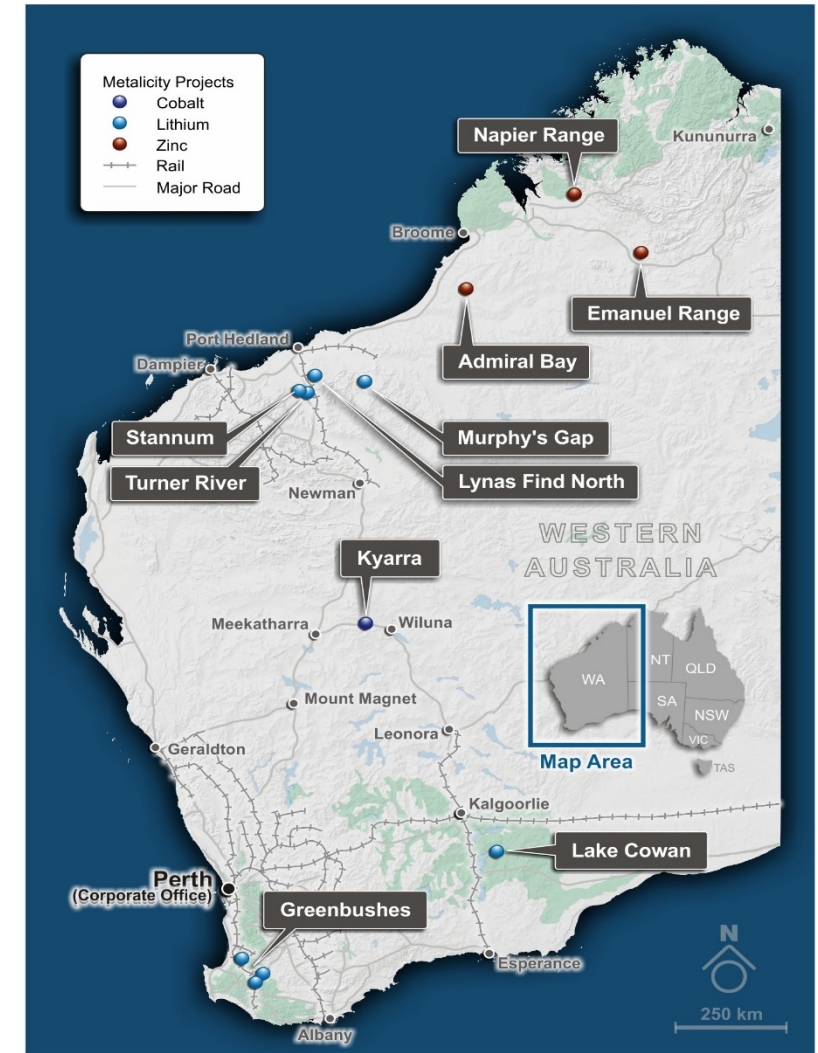 Metalicity Projects
Cobalt
Lithium
Zinc
Rail
Major Road
Napier Range
Kununurra
Broome
Emanuel Range
Admiral Bay
Port Hedland
Dampier
Stannum
Murphy's Gap
Turner River
Lynas Find North
Newman
WESTERN
AUSTRALIA
Kyarra
Meekatharra
Wiluna
NT
QLD
WA
SA
NSW
VIC
TAS
Map Area
Mount Magnet
Leonora
Geraldton
Kalgoorlie
Lake Cowan
Perth
(Corporate Office)
Greenbushes
Esperance
Albany
N
250 km